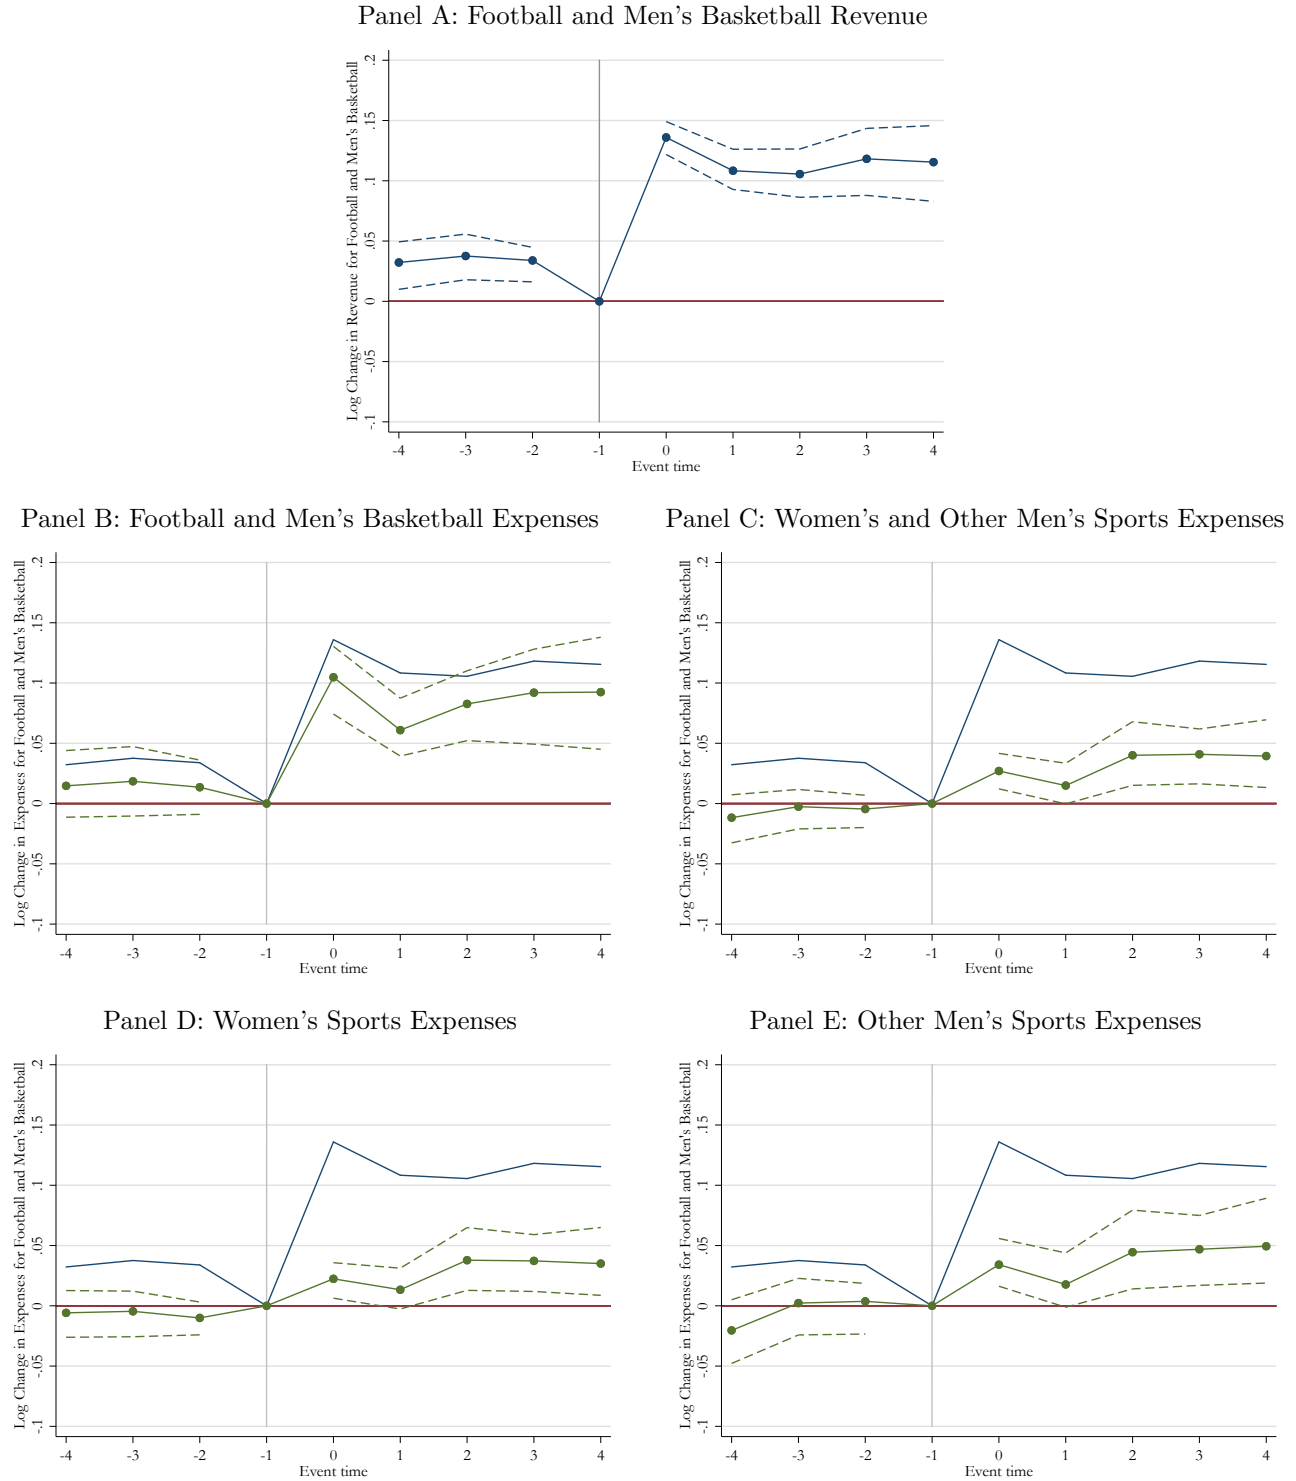 Panel A: Football and Men's Basketball Revenue
Log Change in Revenue for Football and Men's Basketball
.2
.15
.1
.05
0
-.05
-.1
-4 -3 -2 -1 0 1 2 3 4
Event time
Panel B: Football and Men's Basketball Expenses
Log Change in Expenses for Football and Men's Basketball
.2
.15
.1
.05
0
-.05
-.1
-4 -3 -2 -1 0 1 2 3 4
Event time
Panel C: Women's and Other Men's Sports Expenses
Log Change in Expenses for Football and Men's Basketball
.2
.15
.1
.05
0
-.05
-.1
-4 -3 -2 -1 0 1 2 3 4
Event time
Panel D: Women's Sports Expenses
Log Change in Expenses for Football and Men's Basketball
.2
.15
.1
.05
0
-.05
-.1
-4 -3 -2 -1 0 1 2 3 4
Event time
Panel E: Other Men's Sports Expenses
Log Change in Expenses for Football and Men's Basketball
.2
.15
.1
.05
0
-.05
-.1
-4 -3 -2 -1 0 1 2 3 4
Event time